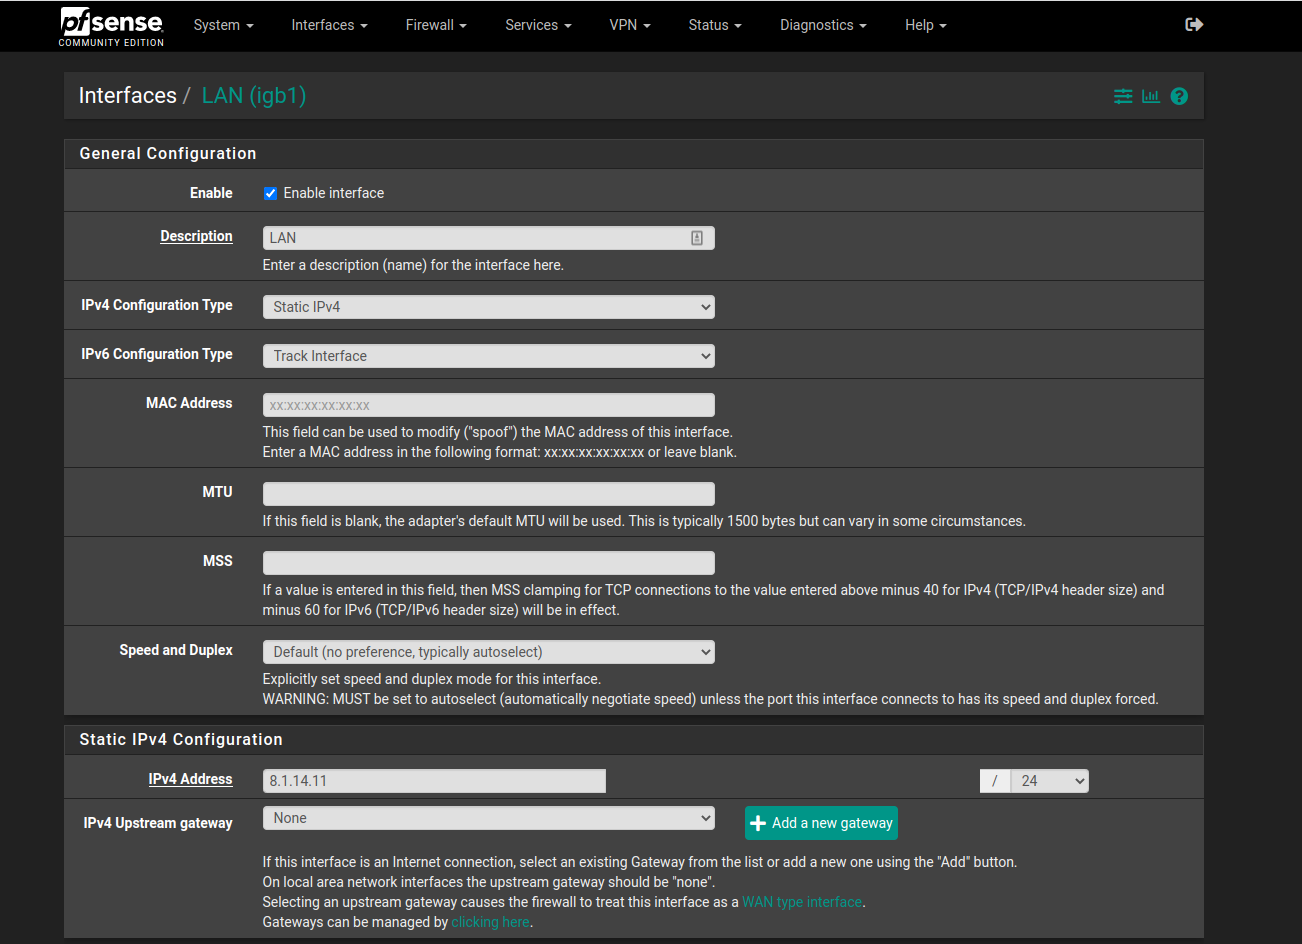 pfsense
COMMUNITY EDITION
System
Interfaces
Firewall
Services
VPN
Status
Diagnostics
Help
Interfaces / LAN (igb1)
General Configuration
Enable
Enable interface
Description
LAN
Enter a description (name) for the interface here.
IPv4 Configuration Type
Static IPv4
IPv6 Configuration Type
Track Interface
MAC Address
xx:xx:xx:xx:xx:xx
This field can be used to modify ("spoof") the MAC address of this interface.
Enter a MAC address in the following format: xx:xx:xx:xx:xx:xx or leave blank.
MTU
If this field is blank, the adapter's default MTU will be used. This is typically 1500 bytes but can vary in some circumstances.
MSS
If a value is entered in this field, then MSS clamping for TCP connections to the value entered above minus 40 for IPv4 (TCP/IPv4 header size) and
minus 60 for IPv6 (TCP/IPv6 header size) will be in effect.
Speed and Duplex
Default (no preference, typically autoselect)
Explicitly set speed and duplex mode for this interface.
WARNING: MUST be set to autoselect (automatically negotiate speed) unless the port this interface connects to has its speed and duplex forced.
Static IPv4 Configuration
IPv4 Address
8.1.14.11
/ 24
IPv4 Upstream gateway
None
Add a new gateway
If this interface is an Internet connection, select an existing Gateway from the list or add a new one using the "Add" button.
On local area network interfaces the upstream gateway should be "none".
Selecting an upstream gateway causes the firewall to treat this interface as a WAN type interface.
Gateways can be managed by clicking here.